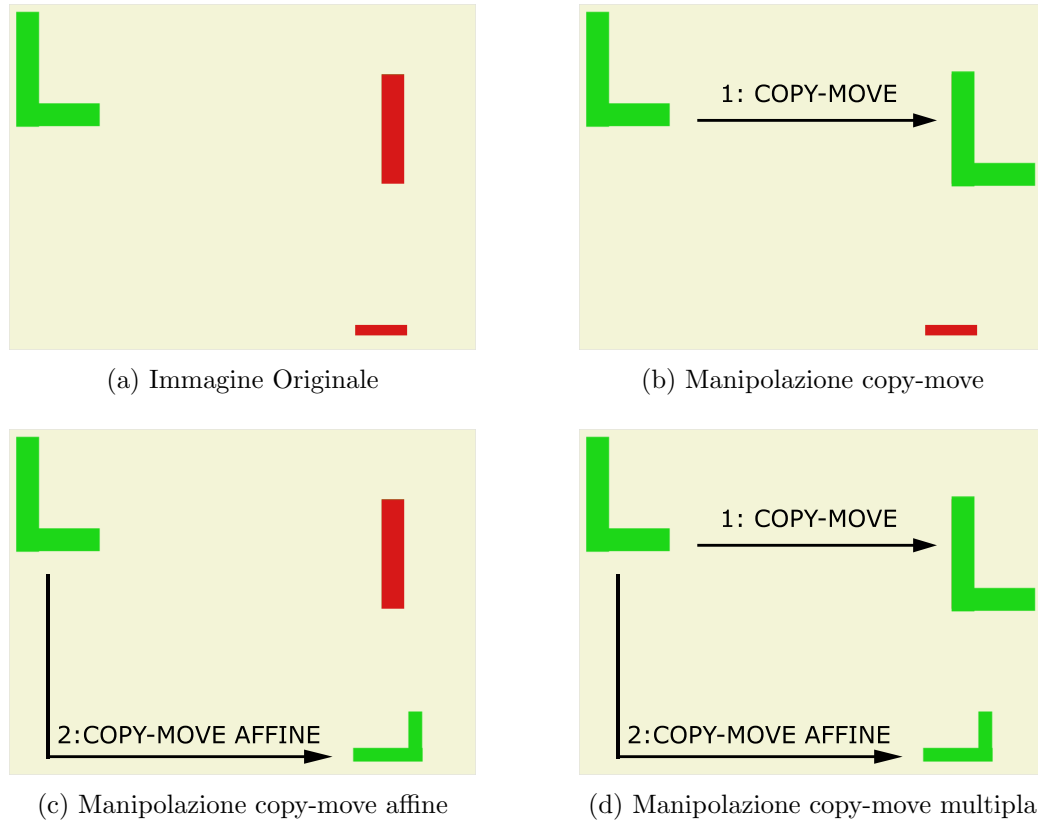 1: COPY-MOVE
(a) Immagine Originale
(b) Manipolazione copy-move
2:COPY-MOVE AFFINE
1: COPY-MOVE
2:COPY-MOVE AFFINE
(c) Manipolazione copy-move affine
(d) Manipolazione copy-move multipla